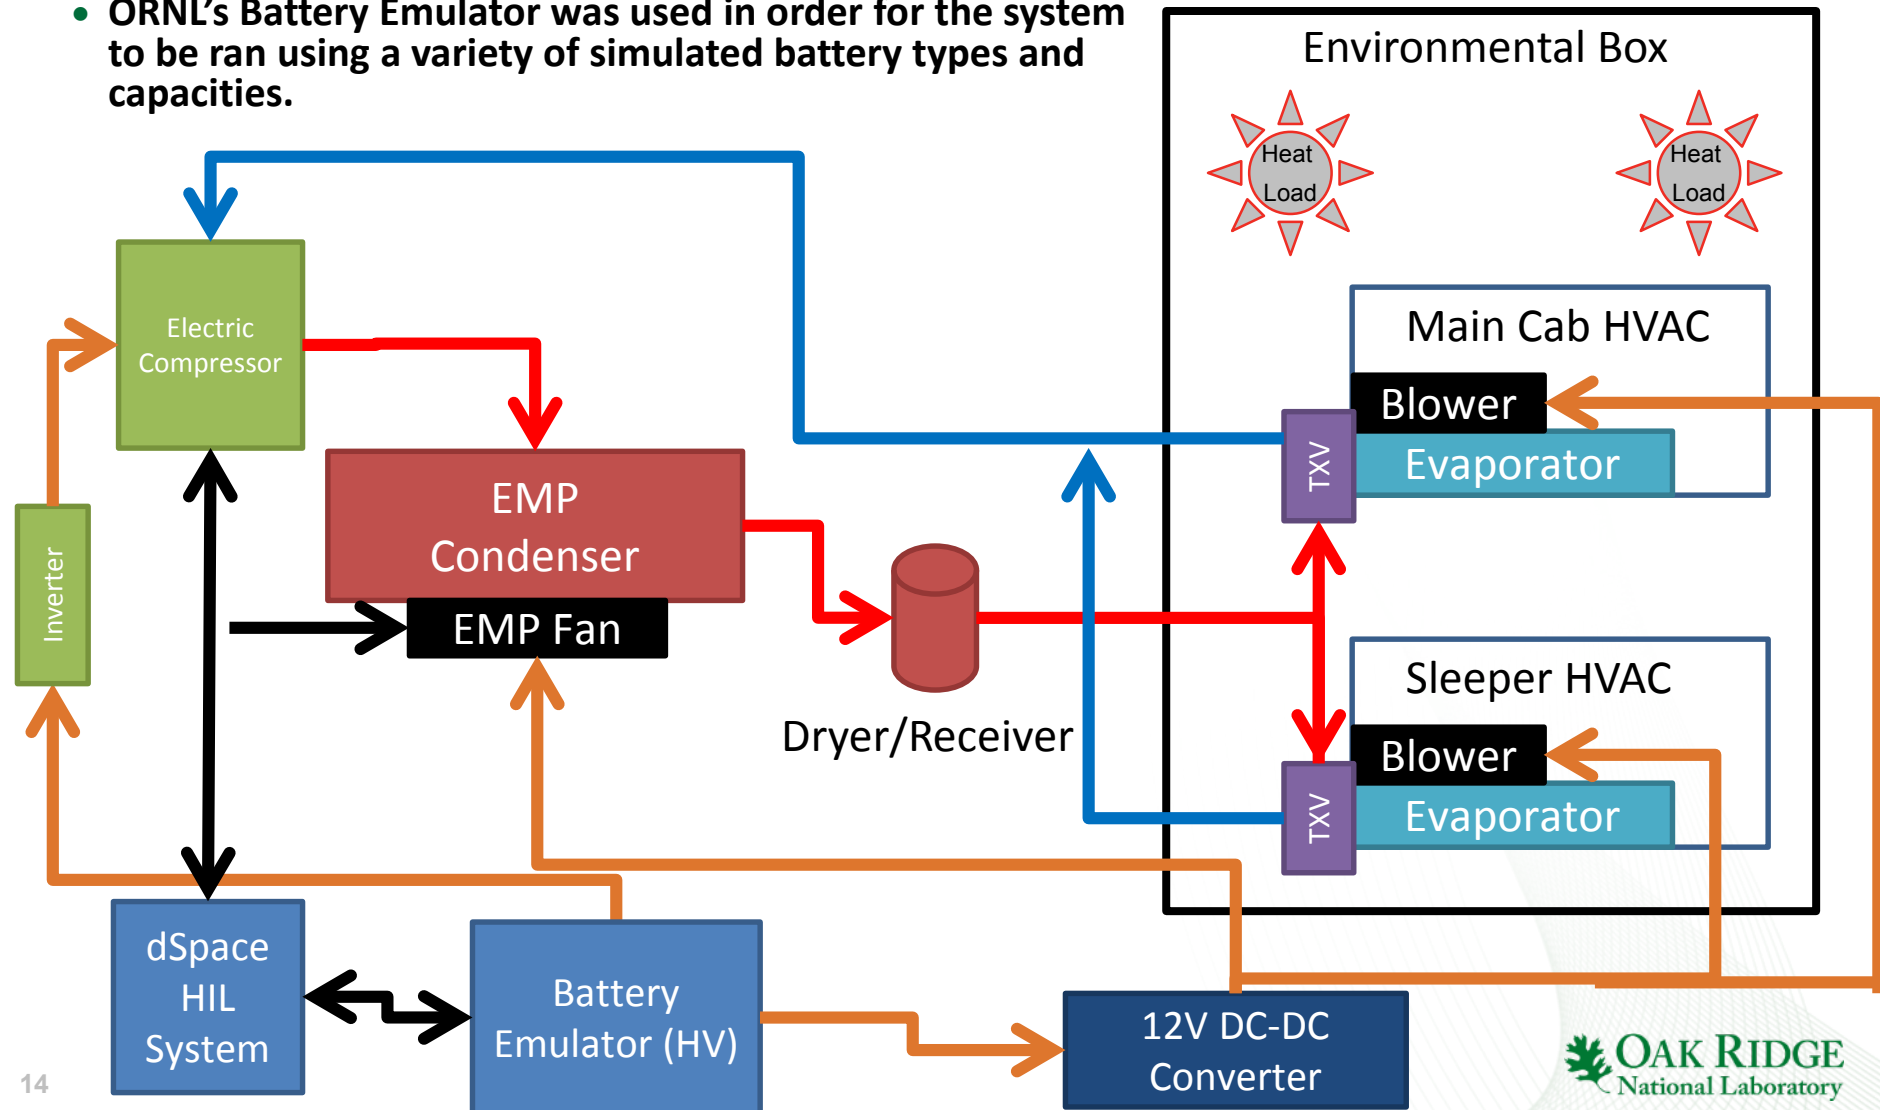 • ORNL's Battery Emulator was used in order for the system
to be ran using a variety of simulated battery types and
capacities.
Environmental Box
Heat
Load
Heat
Load
Electric
Compressor
Main Cab HVAC
Blower
TXV
Evaporator
EMP
Condenser
EMP Fan
Inverter
Dryer/Receiver
Sleeper HVAC
Blower
TXV
Evaporator
dSpace
HIL
System
Battery
Emulator (HV)
12V DC-DC
Converter
OAK RIDGE
National Laboratory
14